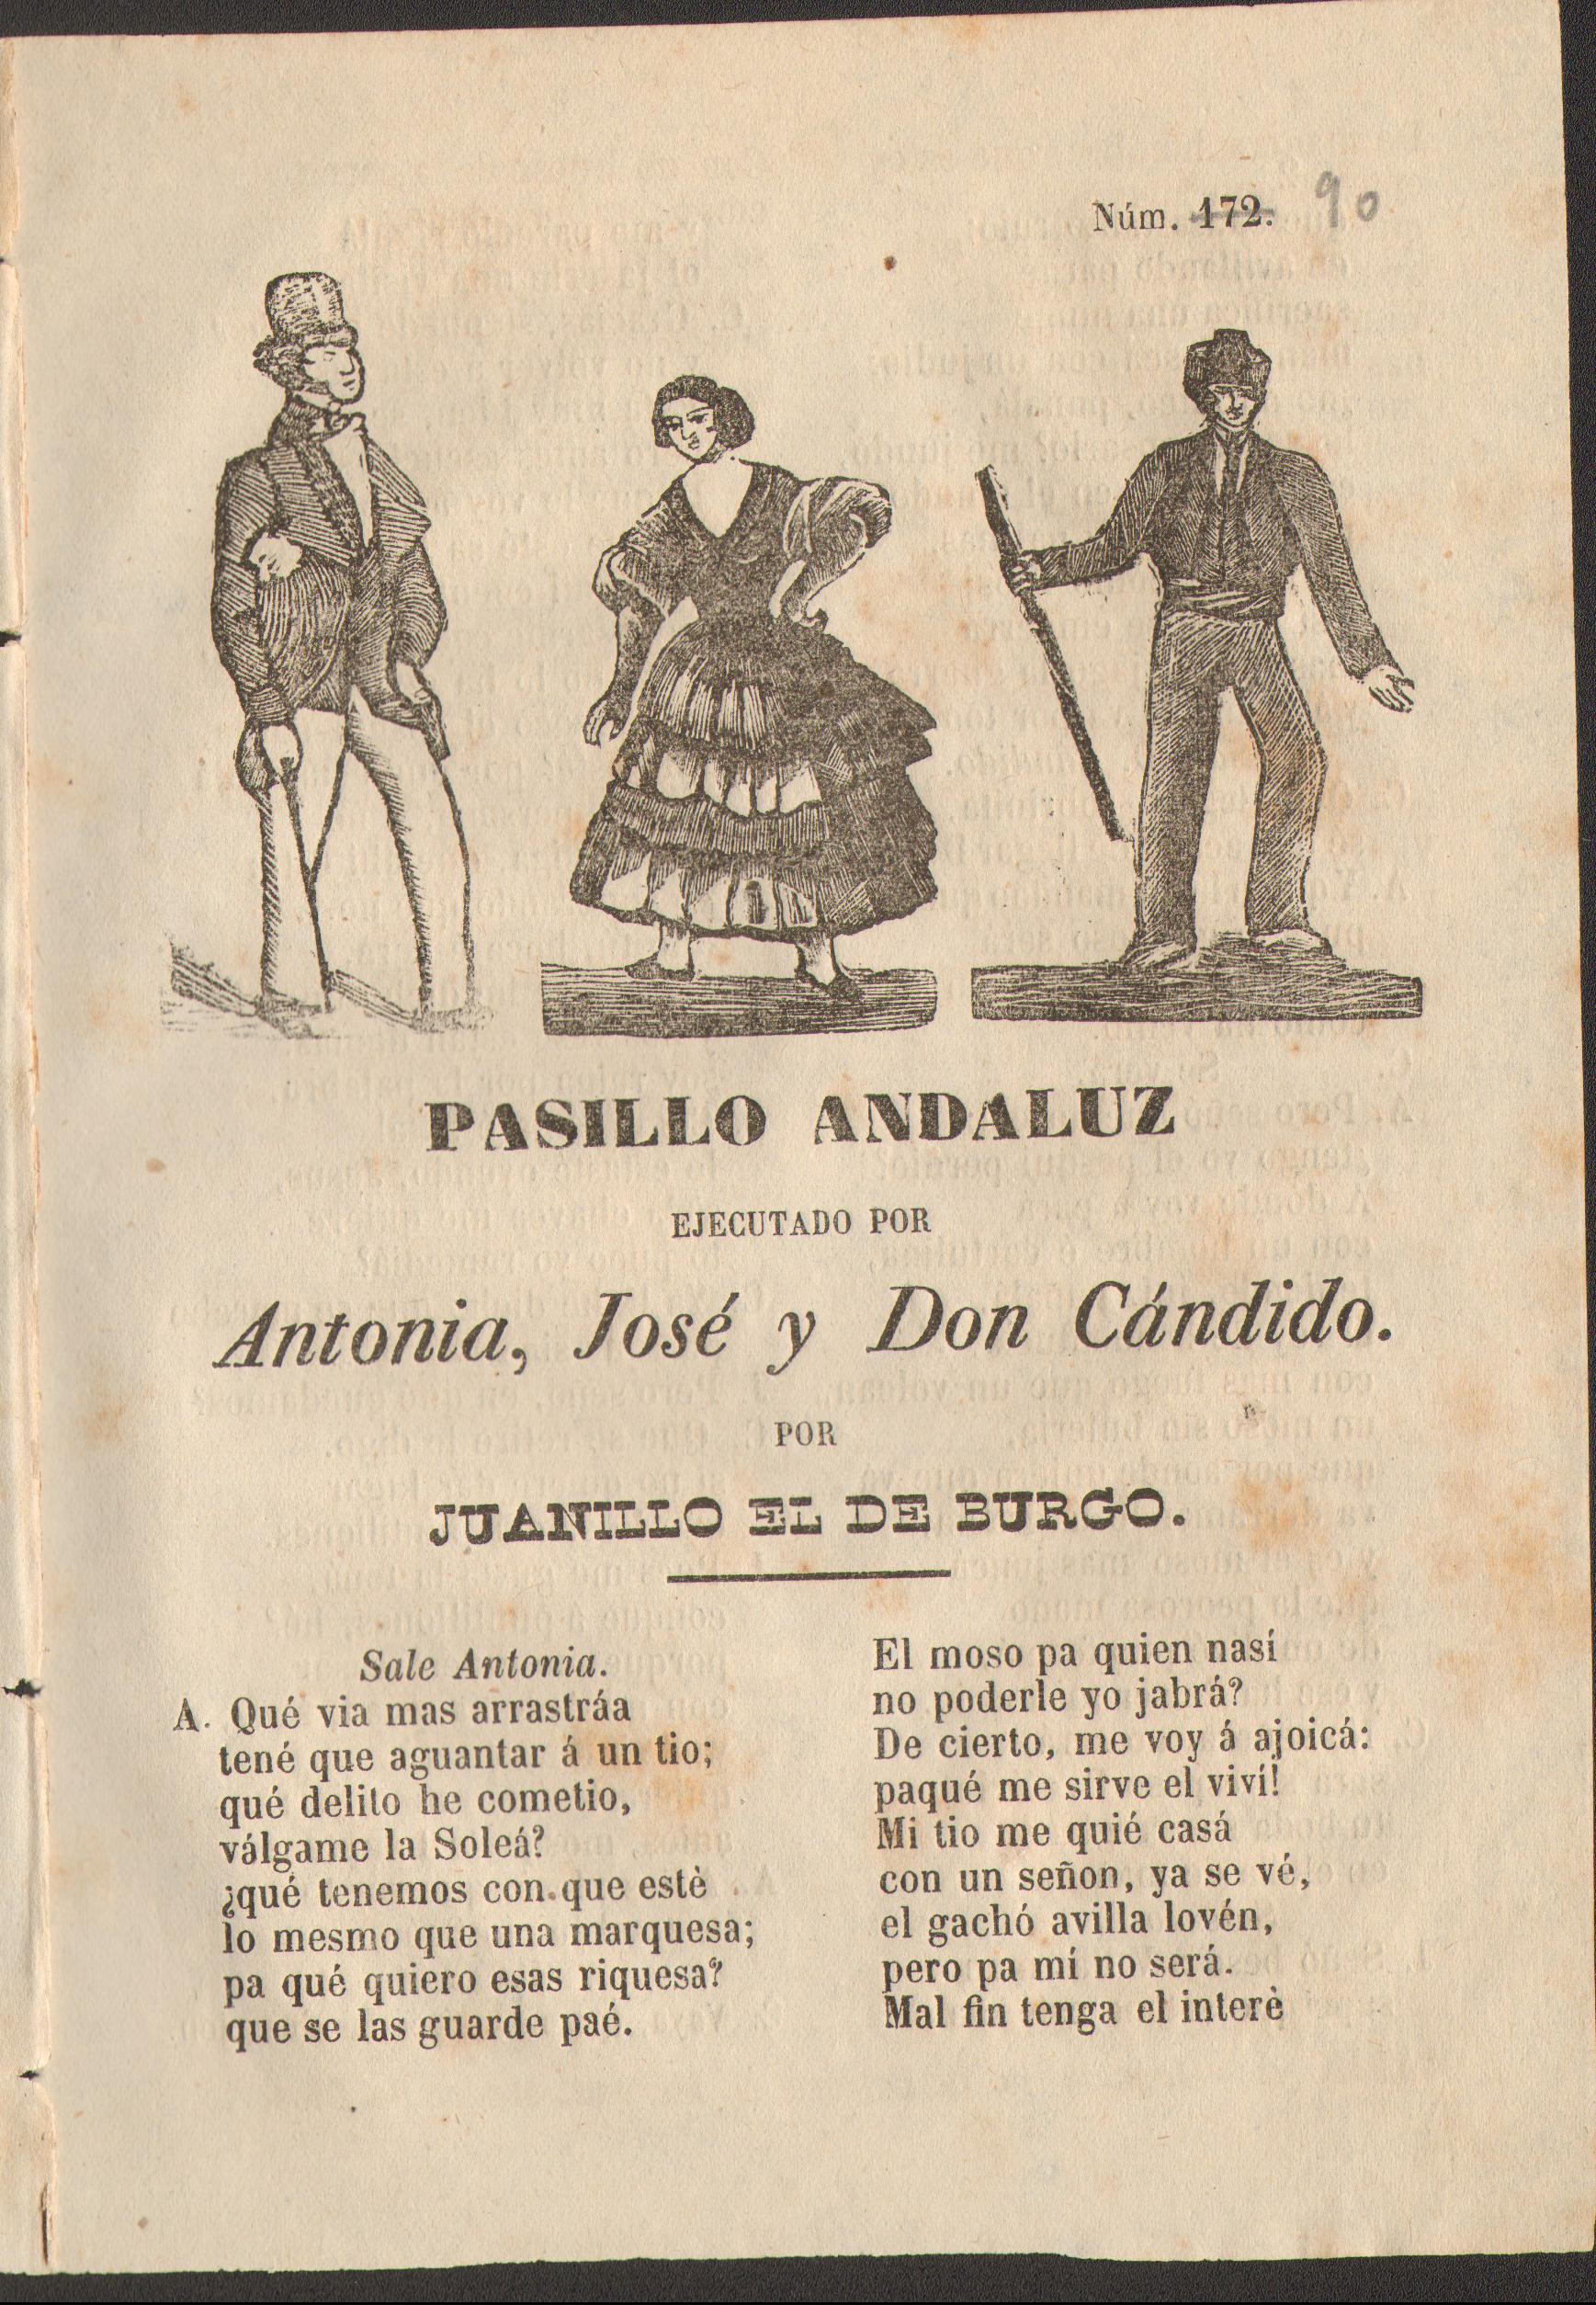 Núm. 172. 90
PASILLO ANDALUZ
EJECUTADO POR
Antonia, José y Don Cándido.
POR
JUANILLO EL DE BURGO.
Sale Antonia.
A. Qué via mas arrastráa
tené que aguantar á un tio;
qué delito he cometio,
válgame la Soleá?
¿qué tenemos con que estè
lo mesmo que una marquesa;
pa qué quiero esas riquesa?
que se las guarde paé.
El moso pa quien nasí
no poderle yo jabrá?
De cierto, me voy á ajoicá:
paqué me sirve el viví!
Mi tio me quié casá
con un señon, ya se vé,
el gachó avilla lovén,
pero pa mí no será.
Mal fin tenga el interè